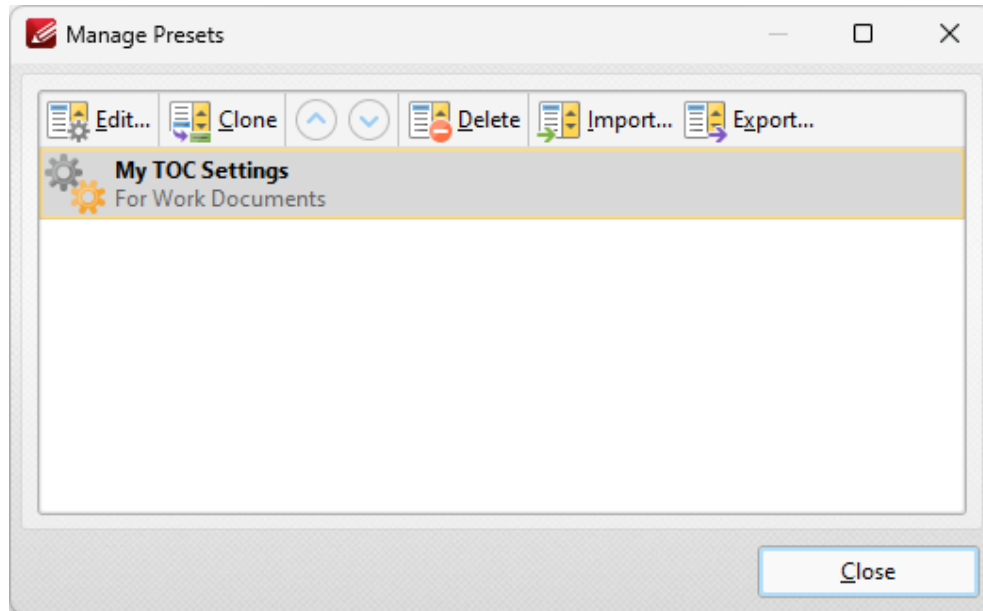 Manage Presets
Edit... Clone Delete Import... Export...
My TOC Settings
For Work Documents
Close